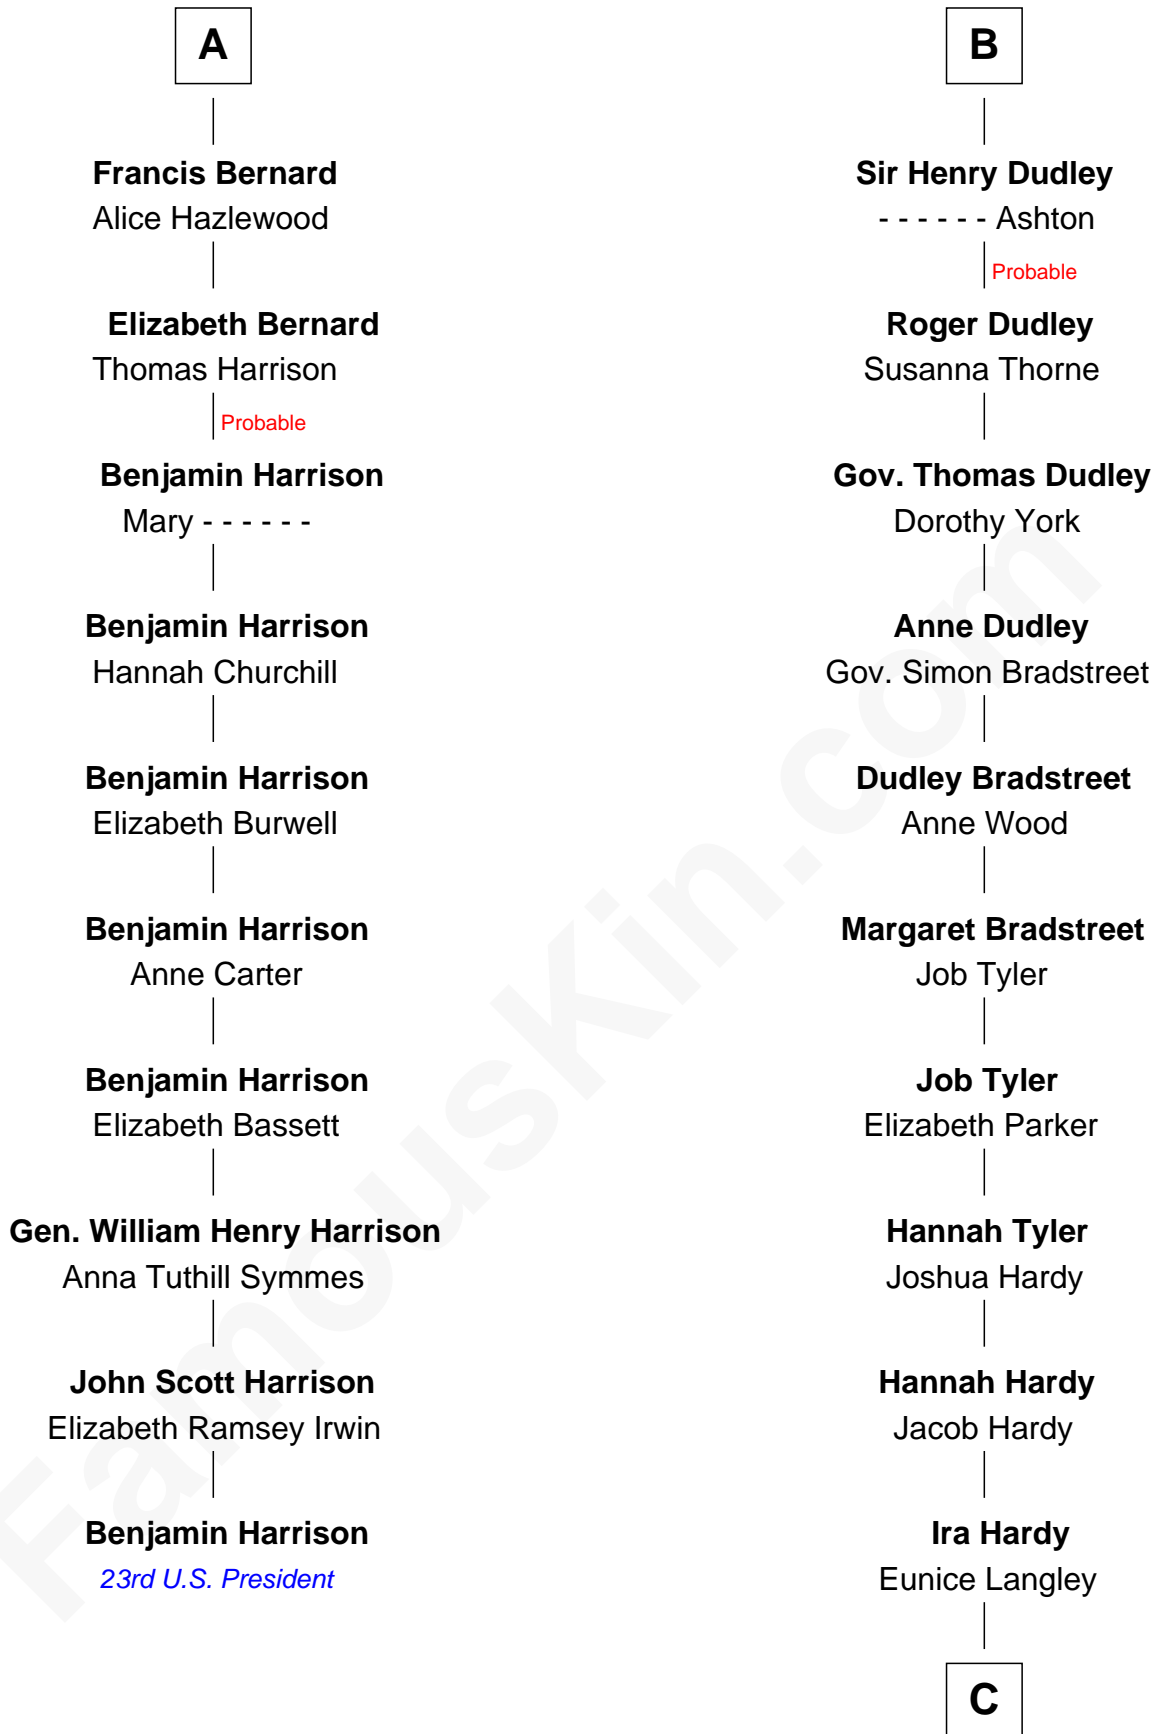 A
Francis Bernard
Alice Hazlewood
Elizabeth Bernard
Thomas Harrison
Probable
Benjamin Harrison
Mary - - - - - -
Benjamin Harrison
Hannah Churchill
Benjamin Harrison
Elizabeth Burwell
Benjamin Harrison
Anne Carter
Benjamin Harrison
Elizabeth Bassett
Gen. William Henry Harrison
Anna Tuthill Symmes
John Scott Harrison
Elizabeth Ramsey Irwin
Benjamin Harrison
23rd U.S. President
B
Sir Henry Dudley
- - - - - - Ashton
Probable
Roger Dudley
Susanna Thorne
Gov. Thomas Dudley
Dorothy York
Anne Dudley
Gov. Simon Bradstreet
Dudley Bradstreet
Anne Wood
Margaret Bradstreet
Job Tyler
Job Tyler
Elizabeth Parker
Hannah Tyler
Joshua Hardy
Hannah Hardy
Jacob Hardy
Ira Hardy
Eunice Langley
C
FamousKin.com